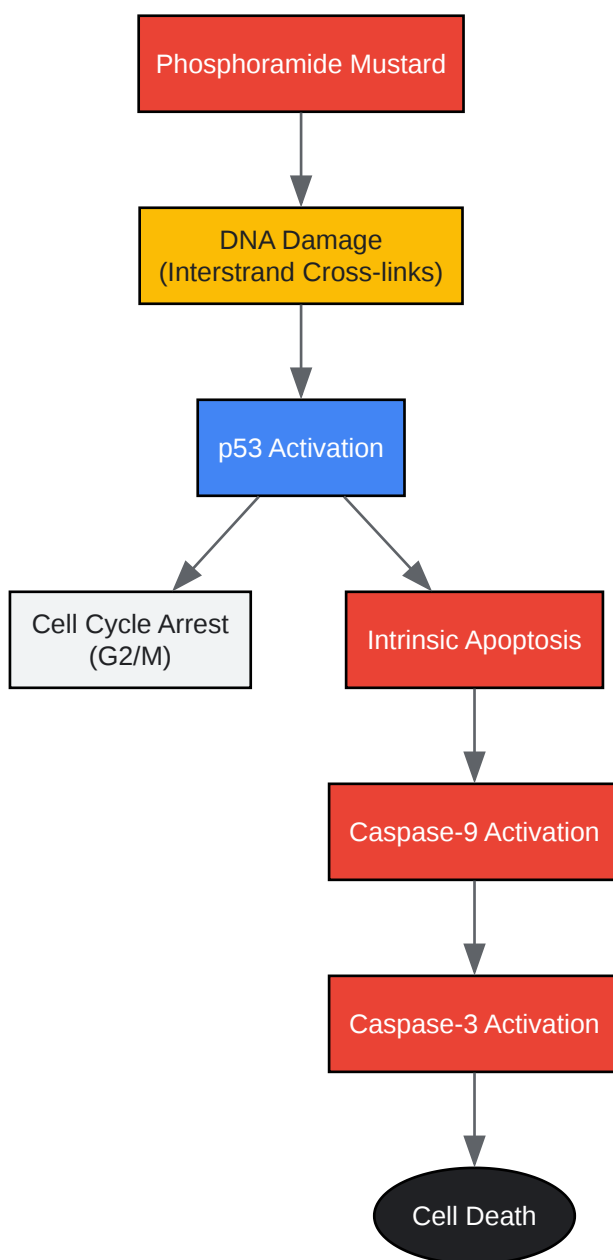 Phosphoramide Mustard
DNA Damage
(Interstrand Cross-links)
p53 Activation
Cell Cycle Arrest
(G2/M)
Intrinsic Apoptosis
Caspase-9 Activation
Caspase-3 Activation
Cell Death